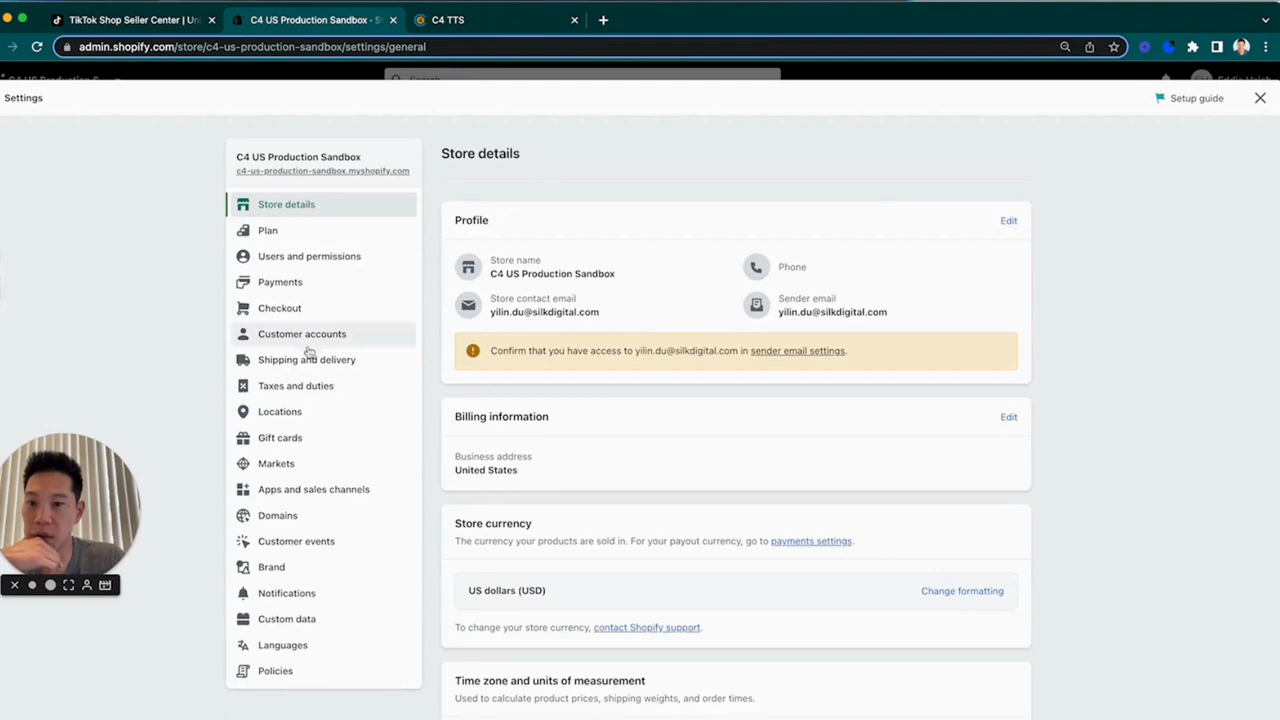 TikTok Shop Seller Center | Un
C4 US Production Sandbox - S
C4 TTS
admin.shopify.com/store/c4-us-production-sandbox/settings/general
Search
Settings
Setup guide
C4 US Production Sandbox
c4-us-production-sandbox.myshopify.com
Store details
Plan
Users and permissions
Payments
Checkout
Customer accounts
Shipping and delivery
Taxes and duties
Locations
Gift cards
Markets
Apps and sales channels
Domains
Customer events
Brand
Notifications
Custom data
Languages
Policies
Store details
Profile
Edit
Store name
C4 US Production Sandbox
Phone
Store contact email
yilin.du@silkdigital.com
Sender email
yilin.du@silkdigital.com
Confirm that you have access to yilin.du@silkdigital.com in sender email settings.
Billing information
Edit
Business address
United States
Store currency
The currency your products are sold in. For your payout currency, go to payments settings.
US dollars (USD)
Change formatting
To change your store currency, contact Shopify support.
Time zone and units of measurement
Used to calculate product prices, shipping weights, and order times.